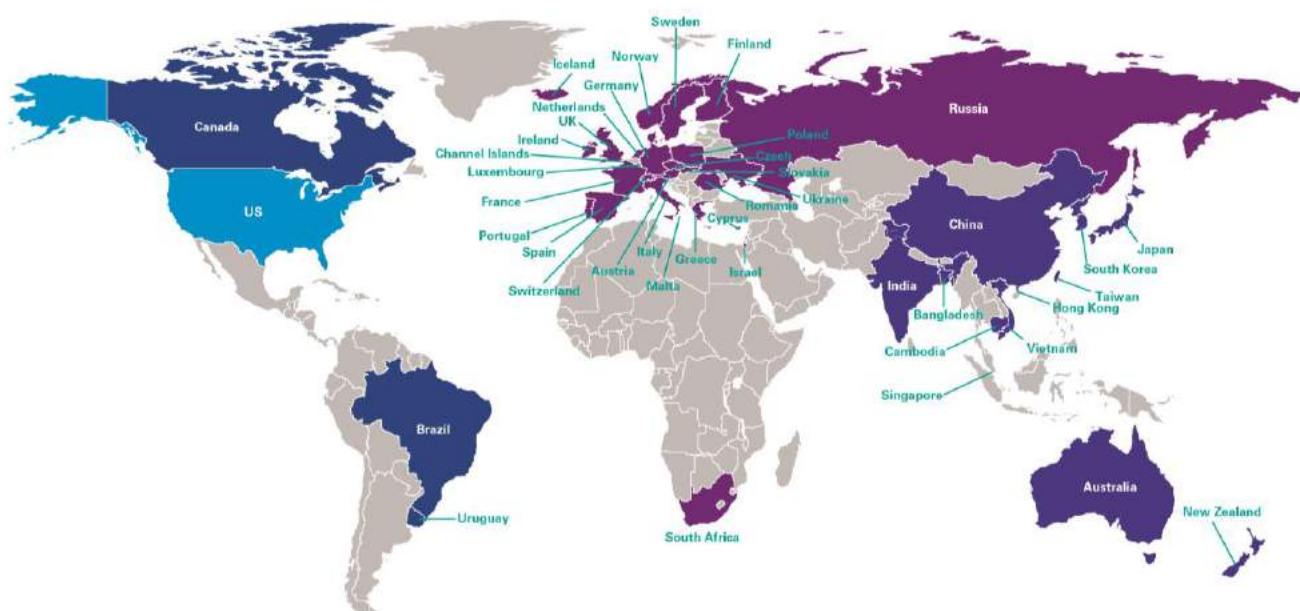 Sweden
Finland
Norway
Iceland
Germany
Netherlands
UK
Ireland
Channel Islands
Luxembourg
France
Portugal
Spain
Switzerland
Austria
Italy
Malta
Greece
Cyprus
Israel
Romania
Ukraine
Slovakia
Czech
Poland
Russia
Canada
US
Brazil
Uruguay
South Africa
China
Japan
South Korea
Taiwan
Hong Kong
India
Bangladesh
Cambodia
Vietnam
Singapore
Australia
New Zealand